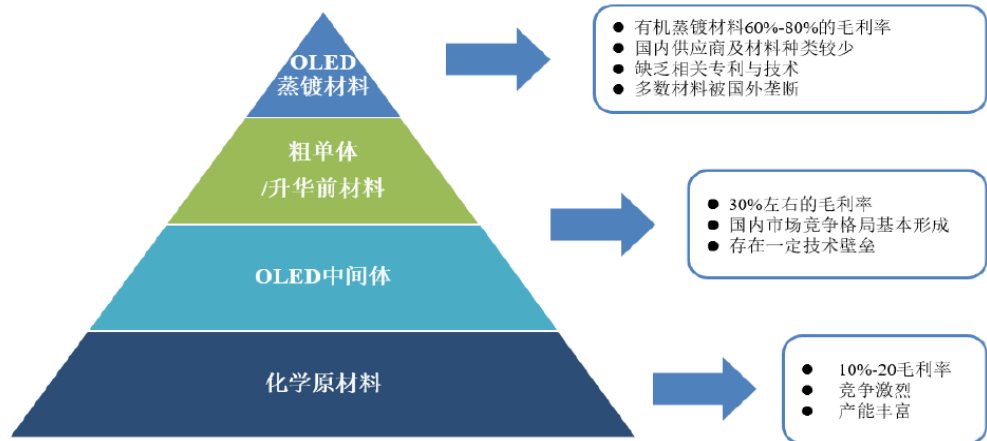 OLED
蒸镀材料
有机蒸镀材料60%-80%的毛利率
国内供应商及材料种类较少
缺乏相关专利与技术
多数材料被国外垄断
粗单体
/升华前材料
OLED中间体
30%左右的毛利率
国内市场竞争格局基本形成
存在一定技术壁垒
化学原材料
10%-20毛利率
竞争激烈
产能丰富